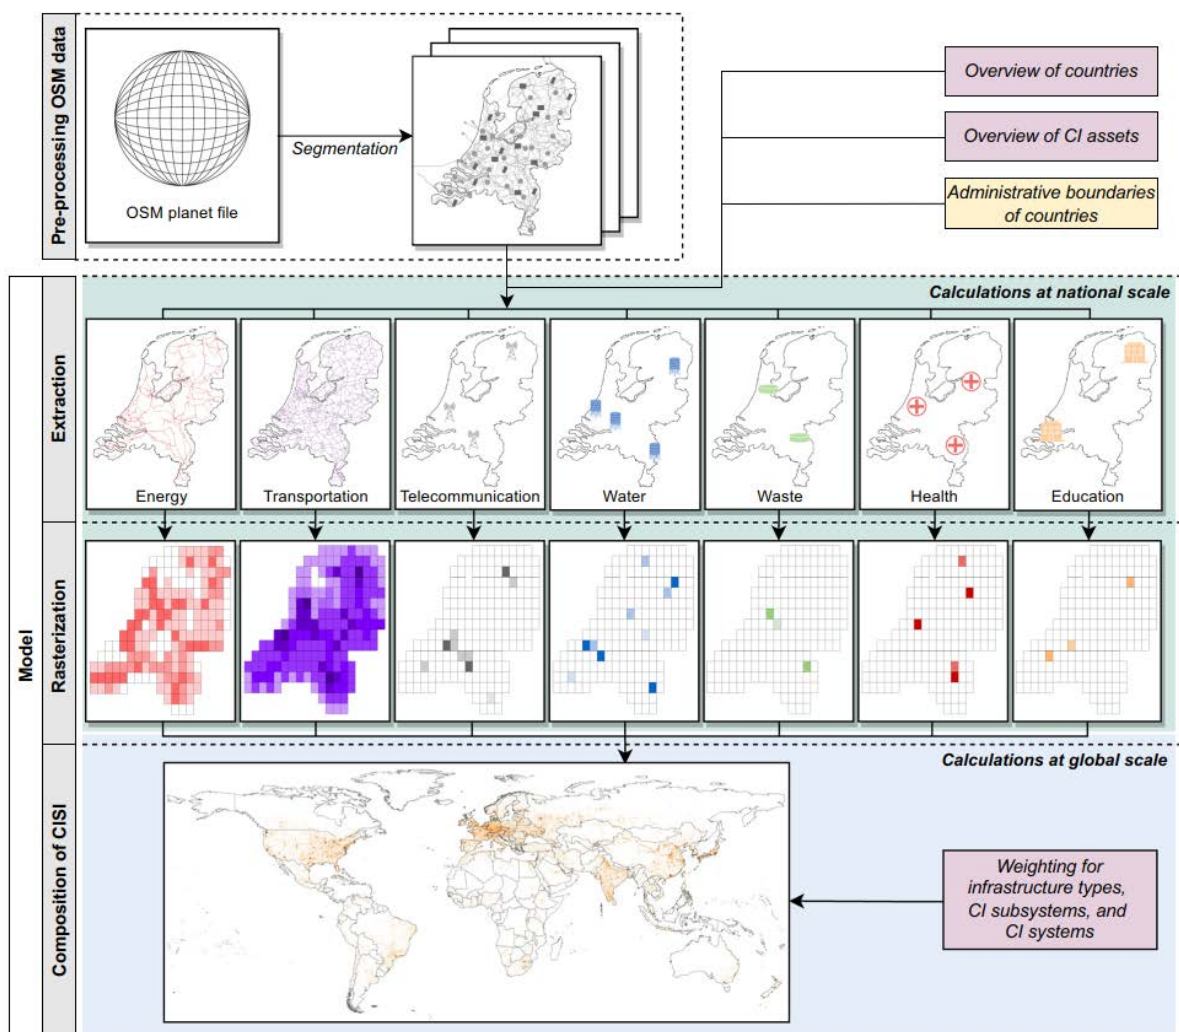 Pre-processing OSM data
OSM planet file
Segmentation
Overview of countries
Overview of CI assets
Administrative boundaries
of countries
Model
Extraction
Calculations at national scale
Energy
Transportation
Telecommunication
Water
Waste
Health
Education
Rasterization
Composition of CISI
Calculations at global scale
Weighting for
infrastructure types,
CI subsystems, and
CI systems